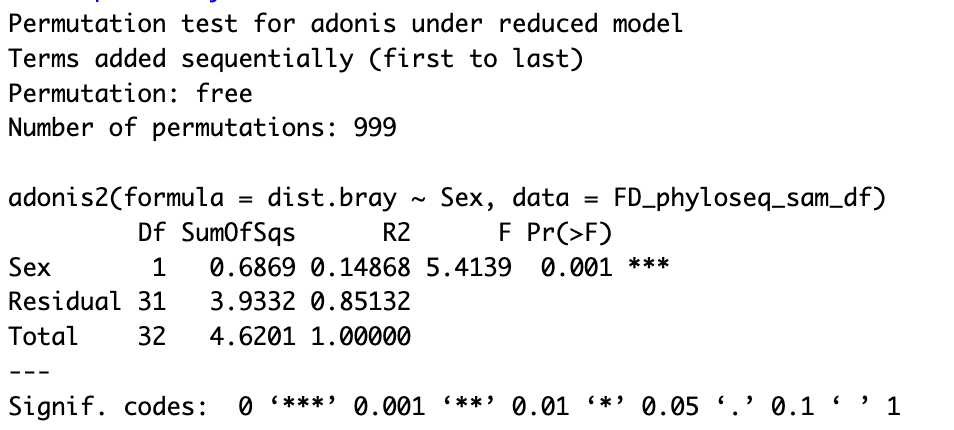 Permutation test for adonis under reduced model
Terms added sequentially (first to last)
Permutation: free
Number of permutations: 999
adonis2(formula = dist.bray ~ Sex, data = FD_phyloseq_sam_df)
         Df SumOfSqs      R2      F Pr(>F)
Sex       1   0.6869 0.14868 5.4139  0.001 ***
Residual 31   3.9332 0.85132
Total    32   4.6201 1.00000
---
Signif. codes:  0 ‘***’ 0.001 ‘**’ 0.01 ‘*’ 0.05 ‘.’ 0.1 ‘ ’ 1